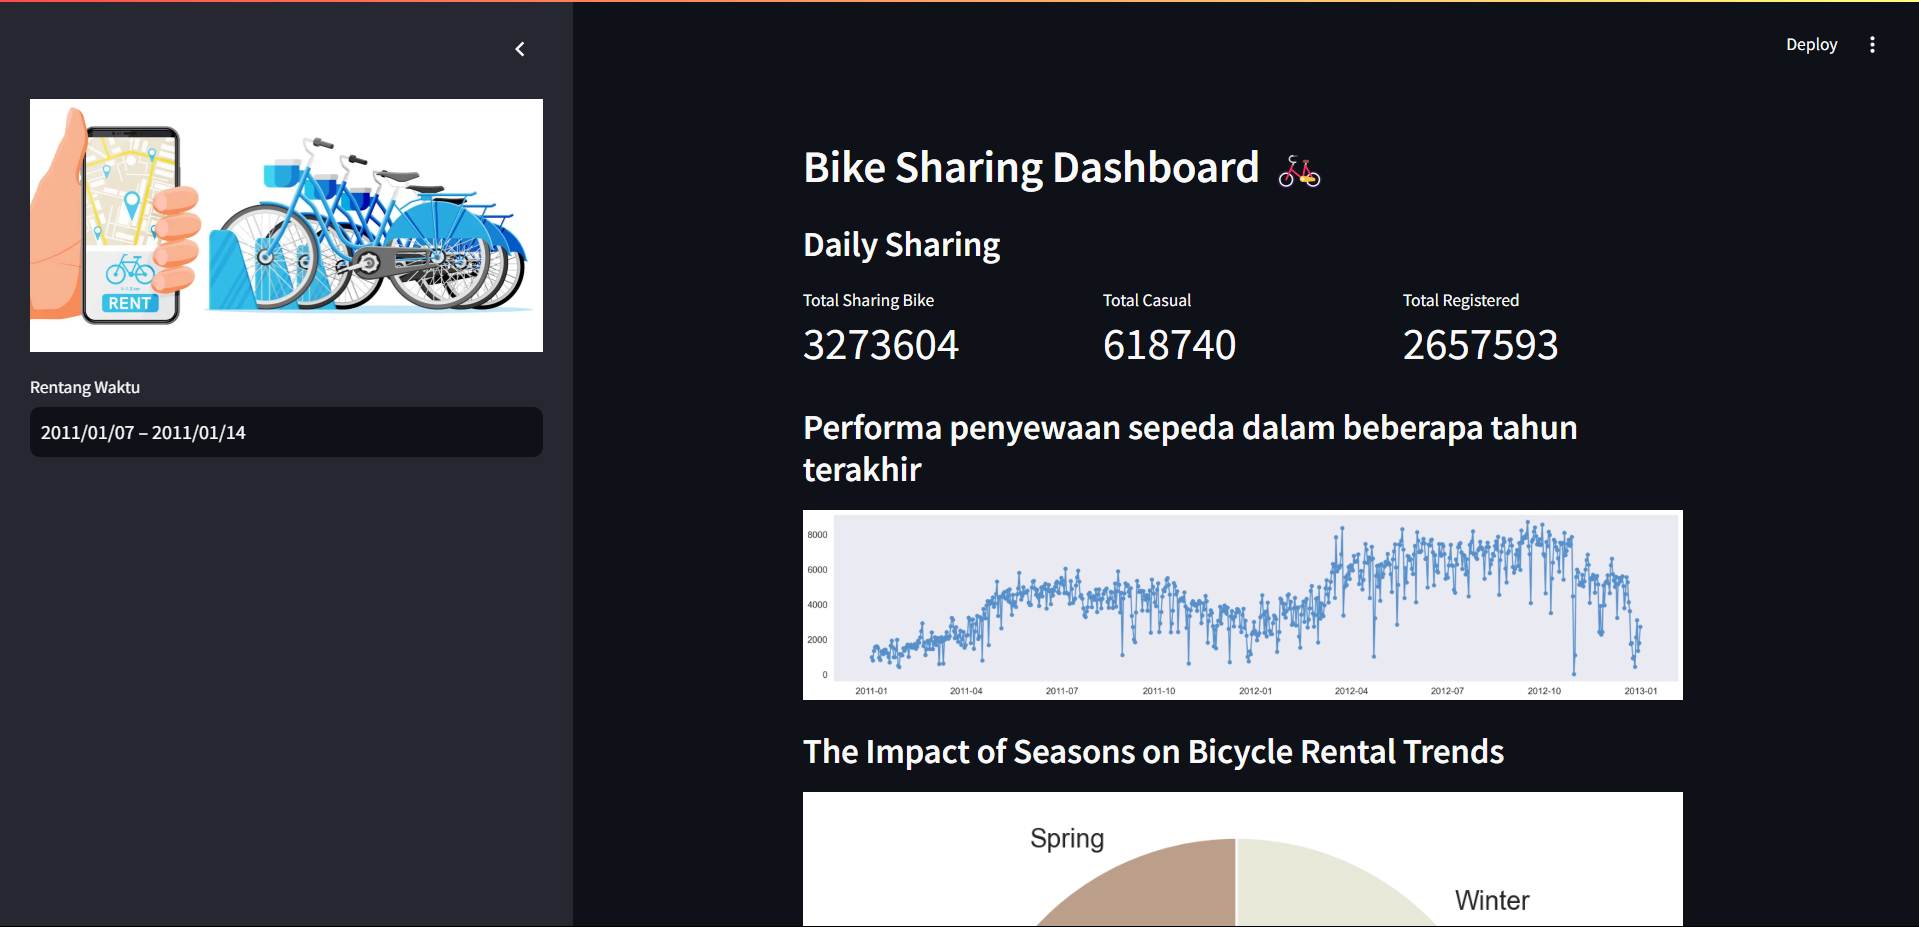 Deploy
RENT
Rentang Waktu
2011/01/07 – 2011/01/14
Bike Sharing Dashboard
Daily Sharing
Total Sharing Bike
3273604
Total Casual
618740
Total Registered
2657593
Performa penyewaan sepeda dalam beberapa tahun
terakhir
8000
6000
4000
2000
0
2011-01 2011-04 2011-07 2011-10 2012-01 2012-04 2012-07 2012-10 2013-01
The Impact of Seasons on Bicycle Rental Trends
Spring
Winter